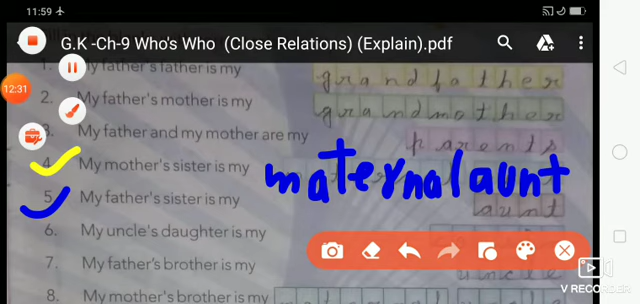 11:59
G.K -Ch-9 Who's Who (Close Relations) (Explain).pdf
1. My father's father is my grandfather
12:31
2. My father's mother is my grandmother
3. My father and my mother are my parents
4. My mother's sister is my
maternal aunt
5. My father's sister is my aunt
6. My uncle's daughter is my
7. My father's brother is my uncle
8. My mother's brother is my
V RECORDER